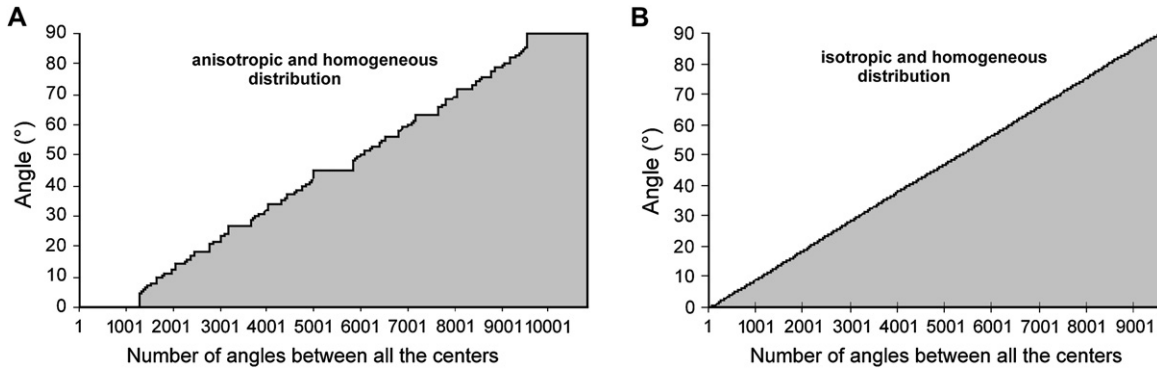 A
anisotropic and homogeneous
distribution
Angle (°)
90
80
70
60
50
40
30
20
10
0
1 1001 2001 3001 4001 5001 6001 7001 8001 9001 10001
Number of angles between all the centers
B
isotropic and homogeneous
distribution
Angle (°)
90
80
70
60
50
40
30
20
10
0
1 1001 2001 3001 4001 5001 6001 7001 8001 9001
Number of angles between all the centers